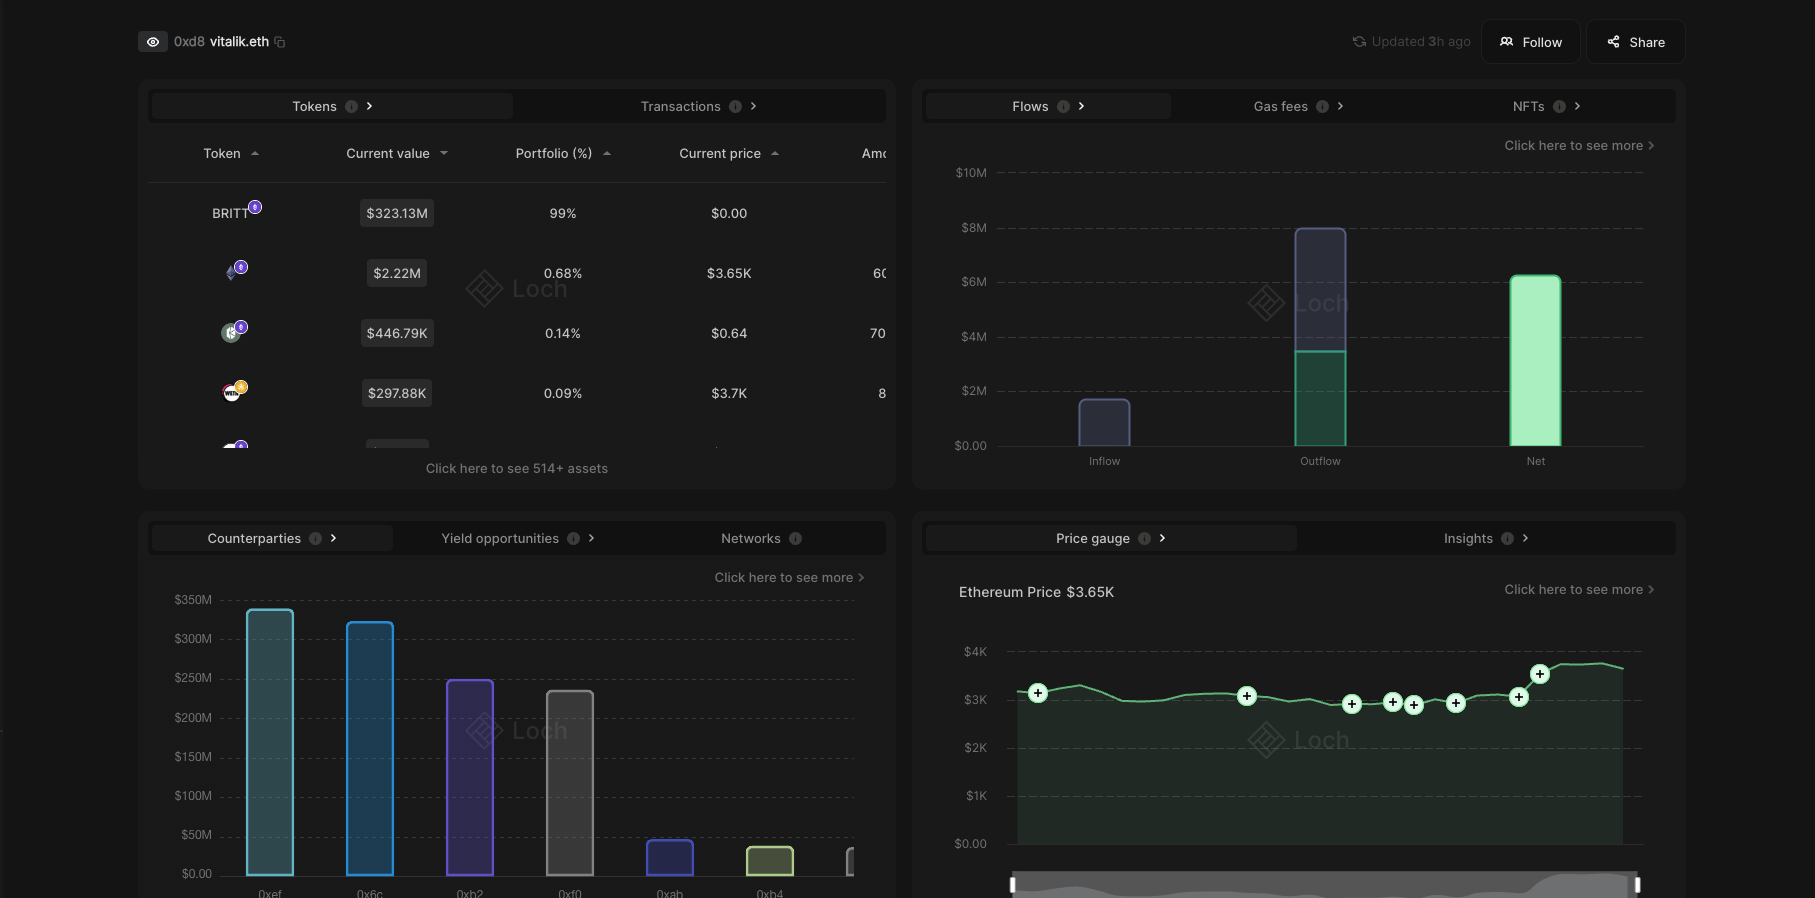 0xd8 vitalik.eth
Updated 3h ago
Follow
Share
Tokens
Transactions
Token Current value Portfolio (%) Current price
BRITT $323.13M 99% $0.00
$2.22M 0.68% $3.65K
$446.79K 0.14% $0.64 70
$297.88K 0.09% $3.7K 8
Loch
Click here to see 514+ assets
Flows
Gas fees
NFTs
Click here to see more
$10M
$8M
$6M
$4M
$2M
$0.00
Loch
Inflow Outflow Net
Counterparties
Yield opportunities
Networks
Click here to see more
$350M
$300M
$250M
$200M
$150M
$100M
$50M
$0.00
Loch
0xef 0x6c 0xb2 0xf0 0xab 0xb4
Price gauge
Insights
Ethereum Price $3.65K
Click here to see more
$4K
$3K
$2K
$1K
$0.00
Loch